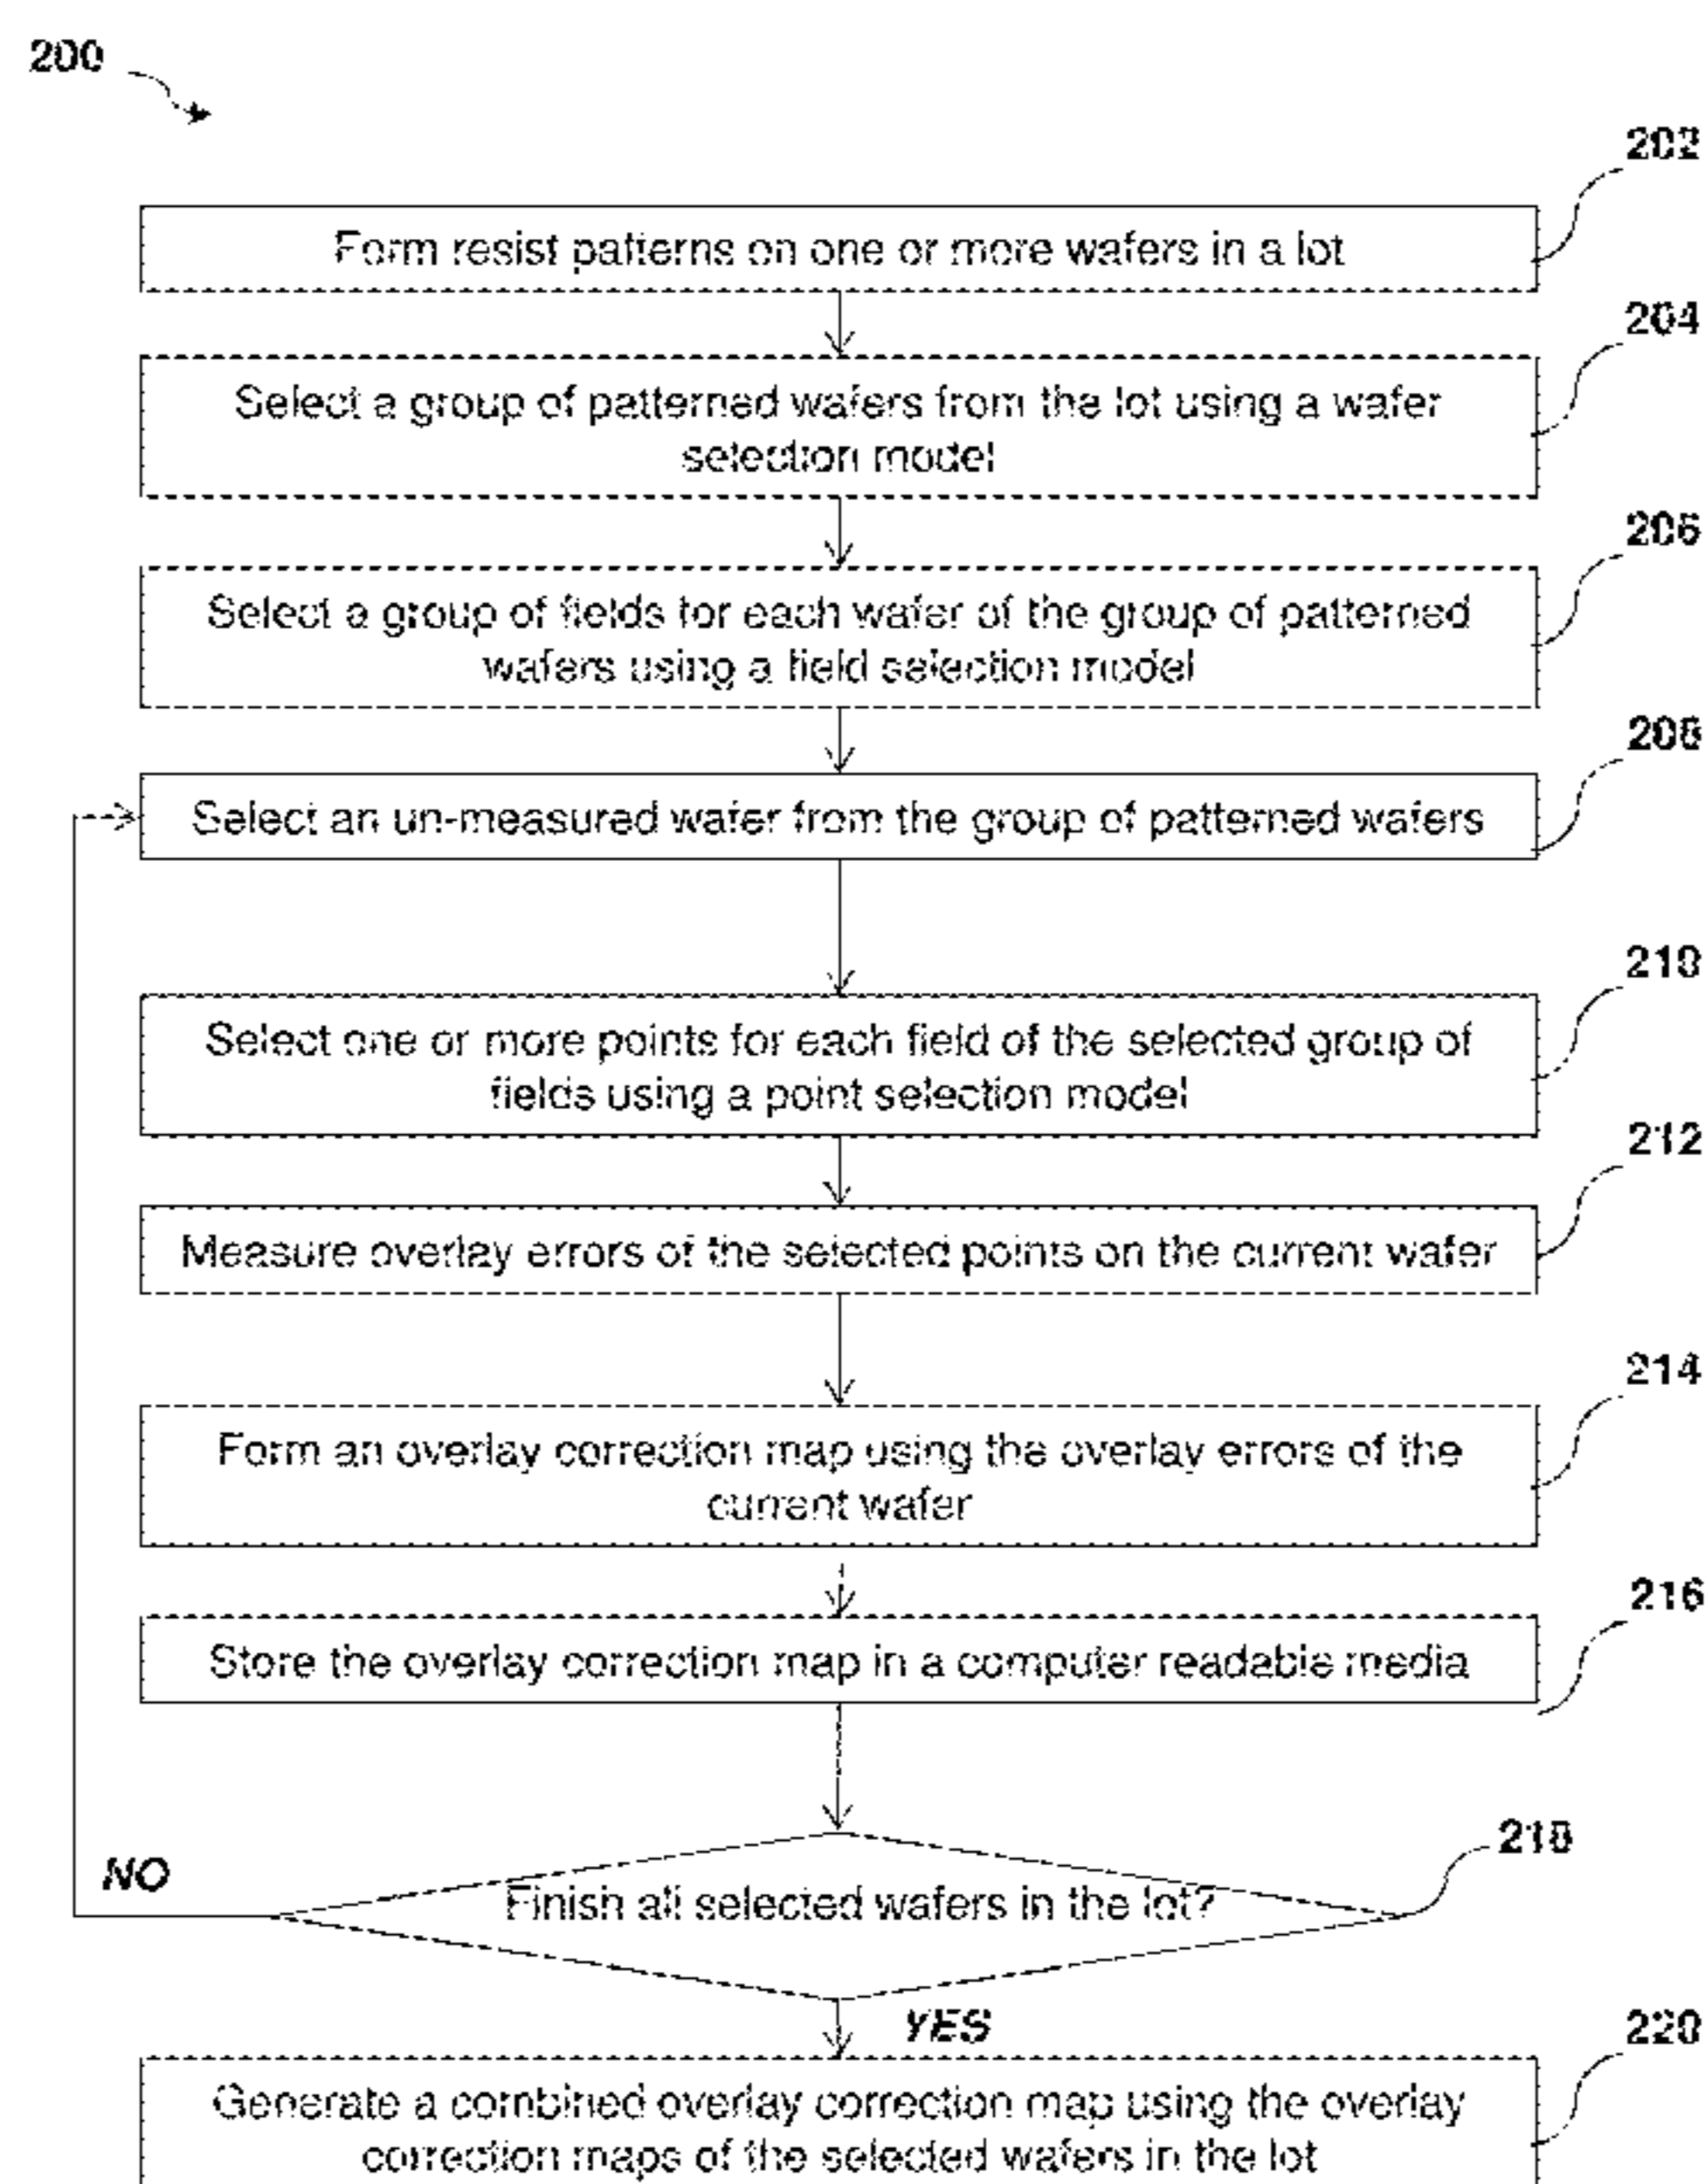 200
202
Form resist patterns on one or more wafers in a lot
204
Select a group of patterned wafers from the lot using a wafer
selection model
206
Select a group of fields for each wafer of the group of patterned
wafers using a field selection model
208
Select an un-measured wafer from the group of patterned wafers
210
Select one or more points for each field of the selected group of
fields using a point selection model
212
Measure overlay errors of the selected points on the current wafer
214
Form an overlay correction map using the overlay errors of the
current wafer
216
Store the overlay correction map in a computer readable media
218
NO
Finish all selected wafers in the lot?
YES
220
Generate a combined overlay correction map using the overlay
correction maps of the selected wafers in the lot